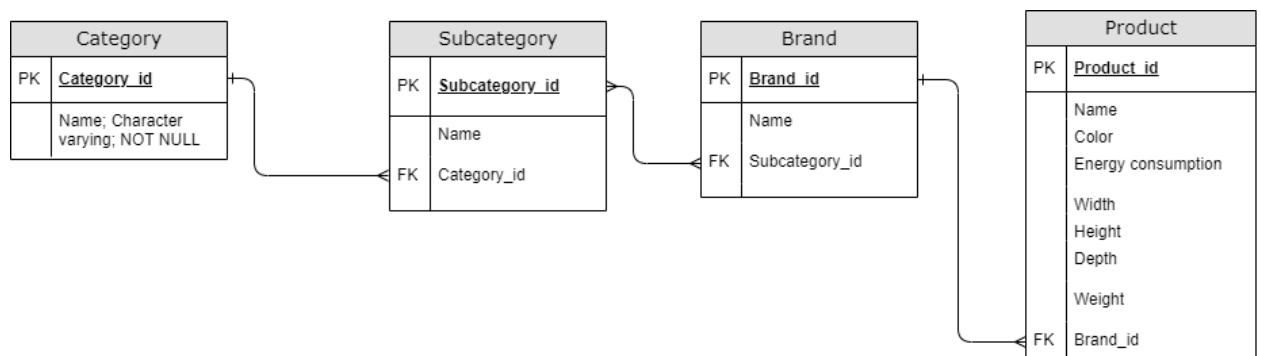 Category
PK Category_id
Name; Character
varying; NOT NULL
Subcategory
PK Subcategory_id
Name
FK Category_id
Brand
PK Brand_id
Name
FK Subcategory_id
Product
PK Product_id
Name
Color
Energy consumption
Width
Height
Depth
Weight
FK Brand_id